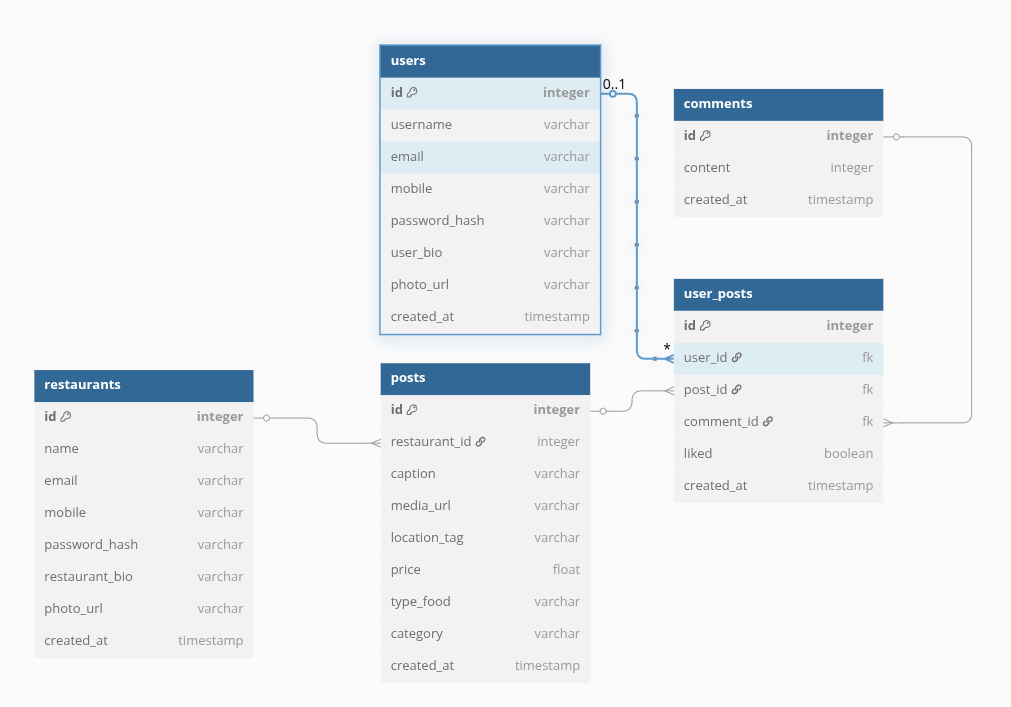 users
id integer
username varchar
email varchar
mobile varchar
password_hash varchar
user_bio varchar
photo_url varchar
created_at timestamp
0..1
*
comments
id integer
content integer
created_at timestamp
user_posts
id integer
user_id fk
post_id fk
comment_id fk
liked boolean
created_at timestamp
restaurants
id integer
name varchar
email varchar
mobile varchar
password_hash varchar
restaurant_bio varchar
photo_url varchar
created_at timestamp
posts
id integer
restaurant_id integer
caption varchar
media_url varchar
location_tag varchar
price float
type_food varchar
category varchar
created_at timestamp